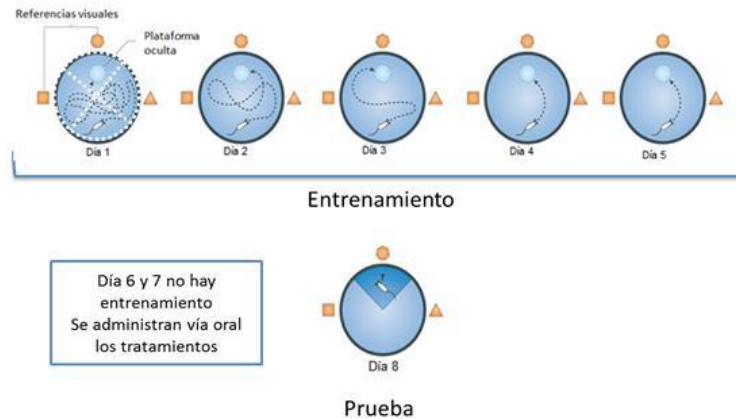 Referencias visuales
Plataforma
oculta
Día 1
Día 2
Día 3
Día 4
Día 5
Entrenamiento
Día 6 y 7 no hay
entrenamiento
Se administran vía oral
los tratamientos
?
Día 8
Prueba